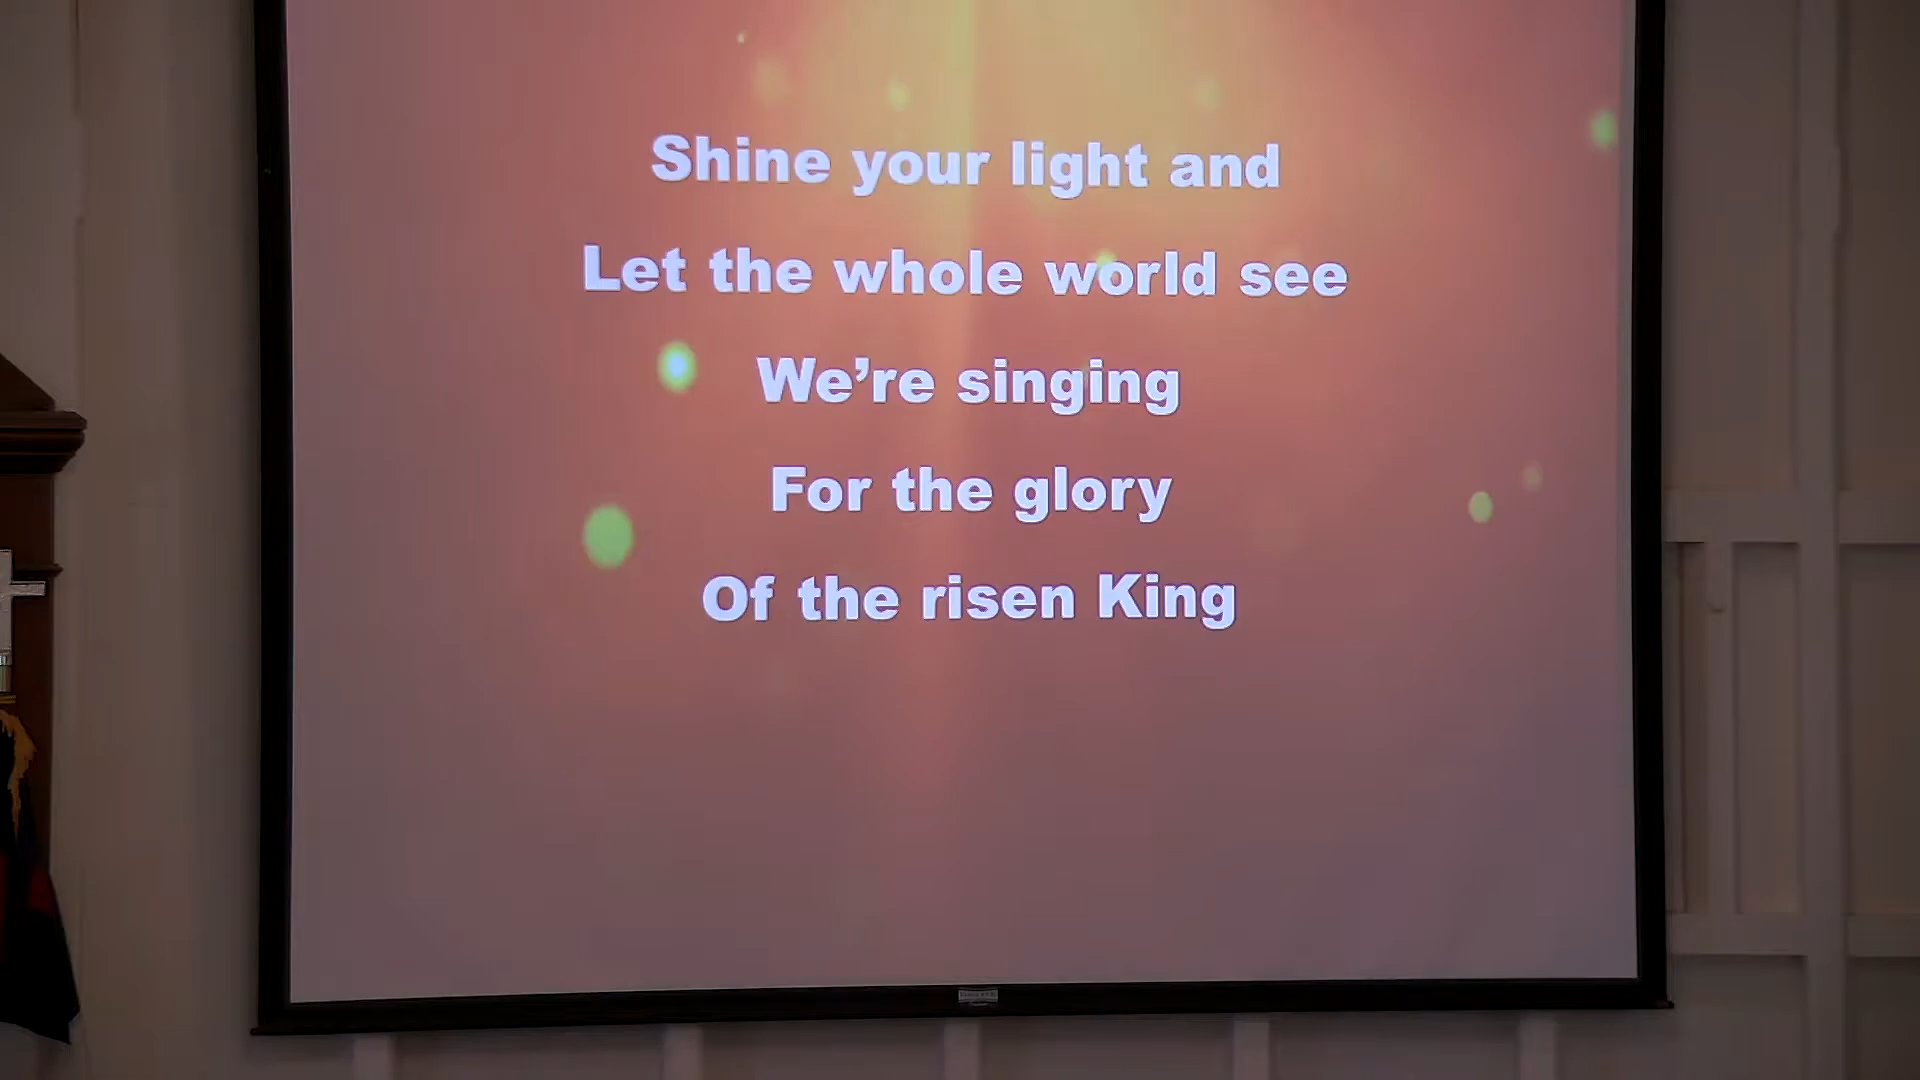 Shine your light and
Let the whole world see
We’re singing
For the glory
Of the risen King